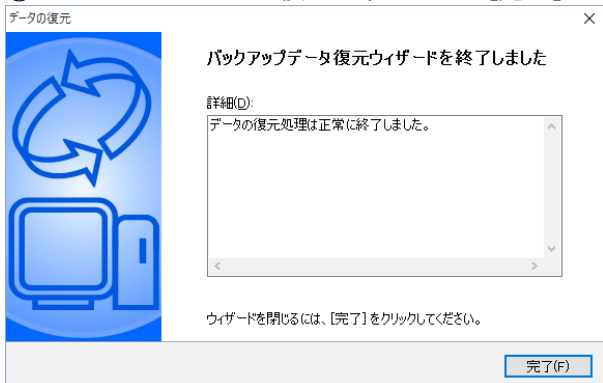 データの復元
バックアップデータ復元ウィザードを終了しました
詳細(D):
データの復元処理は正常に終了しました。
ウィザードを閉じるには、[完了]をクリックしてください。
完了(F)